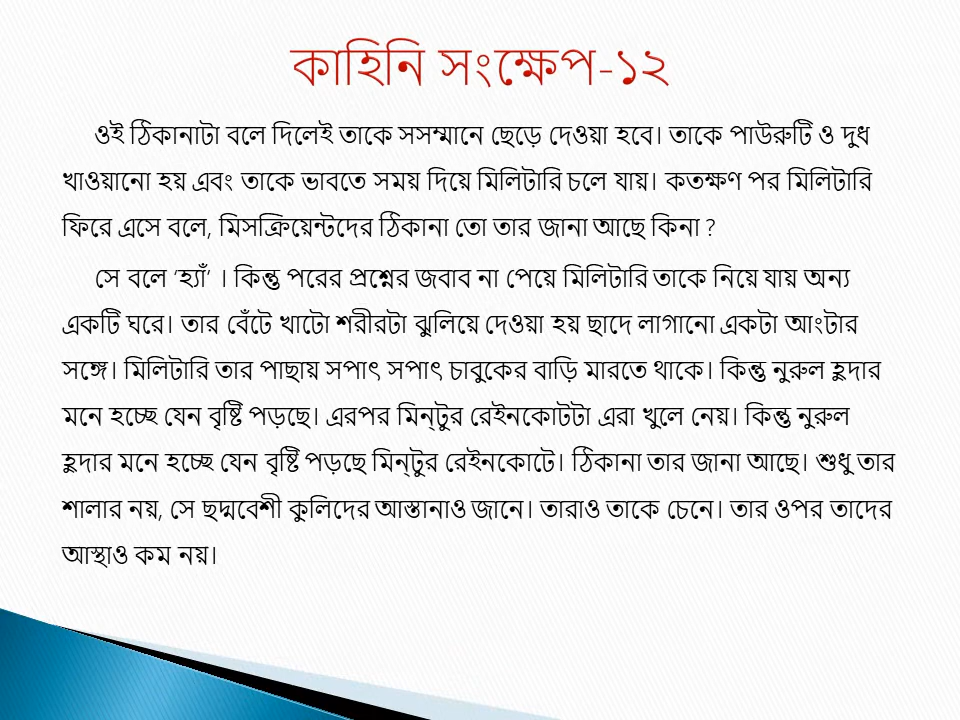 কাহিনি সংক্ষেপ-১২
ওই ঠিকানাটা বলে দিলেই তাকে সসম্মানে ছেড়ে দেওয়া হবে। তাকে পাউরুটি ও দুধ
খাওয়ানো হয় এবং তাকে ভাবতে সময় দিয়ে মিলিটারি চলে যায়। কতক্ষণ পর মিলিটারি
ফিরে এসে বলে, মিসক্রিয়েন্টদের ঠিকানা তো তার জানা আছে কিনা ?
সে বলে ‘হ্যাঁ’ । কিন্তু পরের প্রশ্নের জবাব না পেয়ে মিলিটারি তাকে নিয়ে যায় অন্য
একটি ঘরে। তার বেঁটে খাটো শরীরটা ঝুলিয়ে দেওয়া হয় ছাদে লাগানো একটা আংটার
সঙ্গে। মিলিটারি তার পাছায় সপাৎ সপাৎ চাবুকের বাড়ি মারতে থাকে। কিন্তু নুরুল হুদার
মনে হচ্ছে যেন বৃষ্টি পড়ছে। এরপর মিন্‌টুর রেইনকোটটা এরা খুলে নেয়। কিন্তু নুরুল
হুদার মনে হচ্ছে যেন বৃষ্টি পড়ছে মিন্‌টুর রেইনকোটে। ঠিকানা তার জানা আছে। শুধু তার
শালার নয়, সে ছদ্মবেশী কুলিদের আস্তানাও জানে। তারাও তাকে চেনে। তার ওপর তাদের
আস্থাও কম নয়।